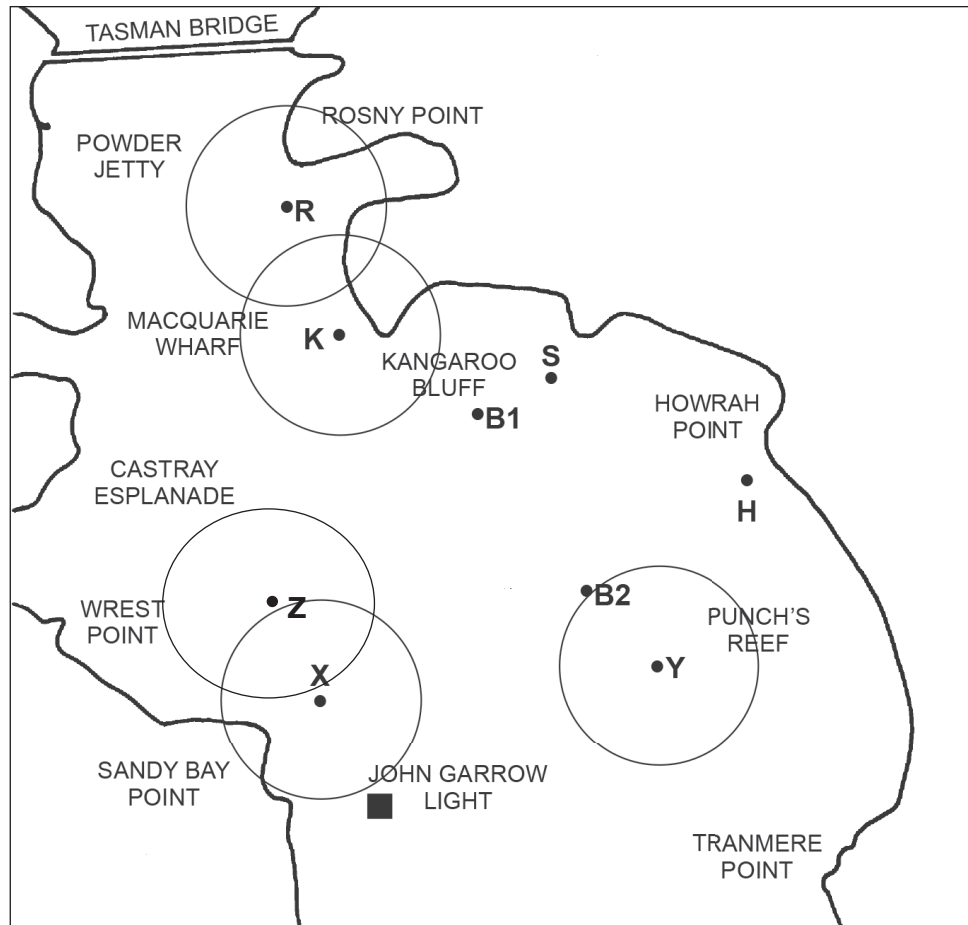 TASMAN BRIDGE
ROSNY POINT
POWDER
JETTY
R
MACQUARIE
WHARF
K
KANGAROO
BLUFF
S
B1
HOWRAH
POINT
CASTRAY
ESPLANADE
H
WREST
POINT
Z
B2
PUNCH'S
REEF
X
Y
SANDY BAY
POINT
JOHN GARROW
LIGHT
TRANMERE
POINT